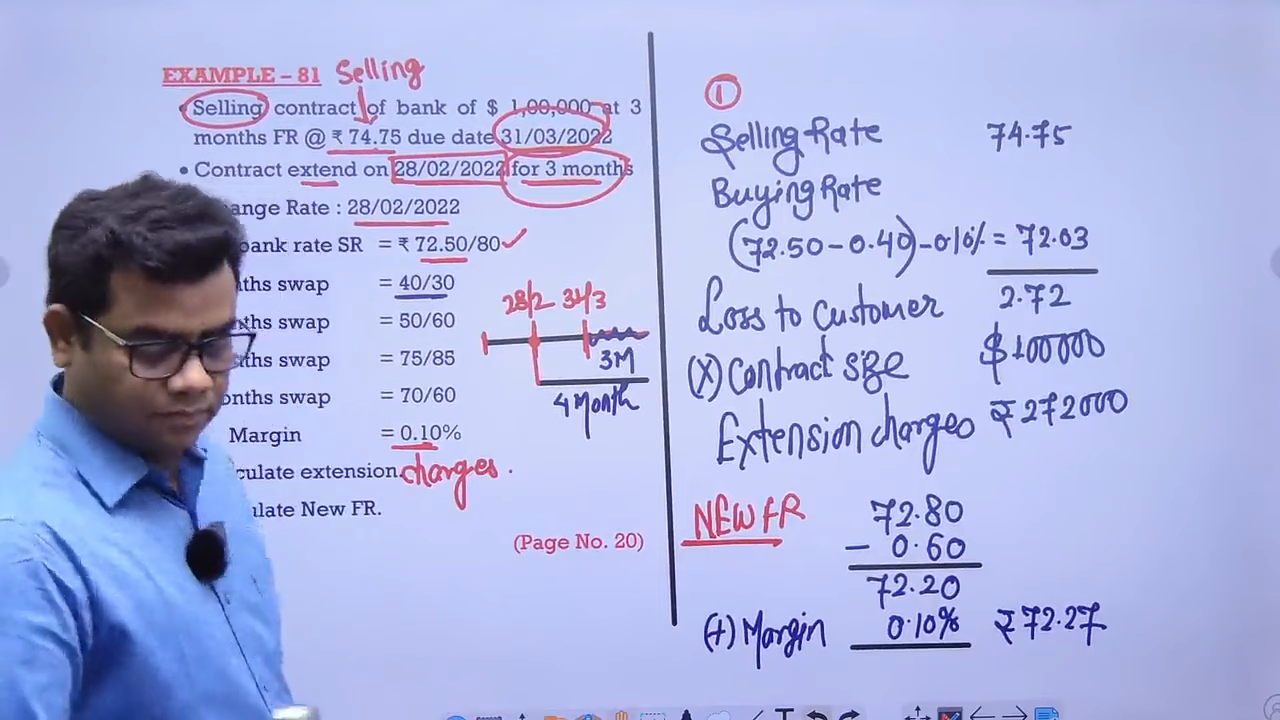 EXAMPLE - 81 Selling
• Selling contract of bank of $ 1,00,000 at 3
months FR @ ₹ 74.75 due date 31/03/2022
• Contract extend on 28/02/2022 for 3 months
ange Rate : 28/02/2022
bank rate SR = ₹ 72.50/80
ths swap = 40/30
ths swap = 50/60
ths swap = 75/85
onths swap = 70/60
Margin = 0.10%
culate extension. charges.
ulate New FR.
(Page No. 20)
28/2 31/3
3M
4 Month
1
Selling Rate 74.75
Buying Rate
(72.50-0.40)-0.10% = 72.03
Loss to Customer 2.72
(X) Contract size $ 100000
Extension charges ₹ 272000
NEW FR 72.80
- 0.60
72.20
(+) Margin 0.10% ₹ 72.27